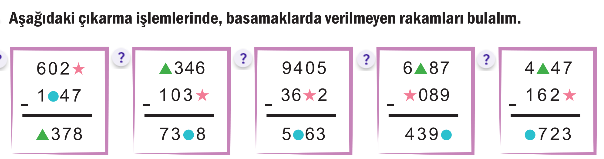 Aşağıdaki çıkarma işlemlerinde, basamaklarda verilmeyen rakamları bulalım.
? ? ? ? ?
602★ ▲346 9405 6▲87 4▲47
- 1●47 - 103★ - 36★2 - ★089 - 162★
▲378 73●8 5●63 439● ●723